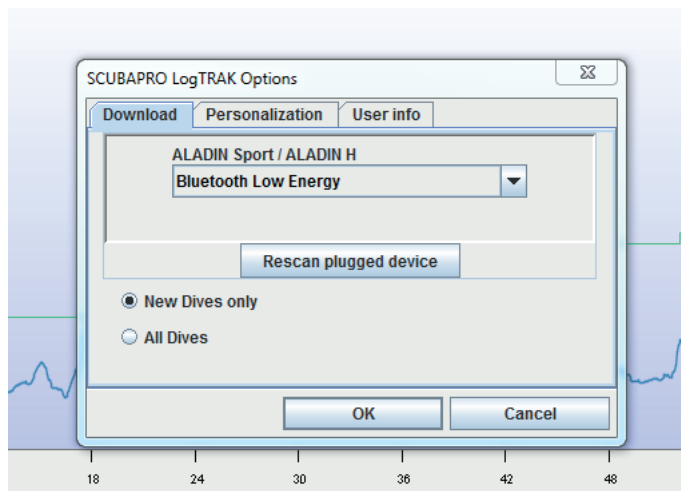 SCUBAPRO LogTRAK Options
Download Personalization User info
ALADIN Sport / ALADIN H
Bluetooth Low Energy
Rescan plugged device
New Dives only
All Dives
OK Cancel
18 24 30 36 42 48